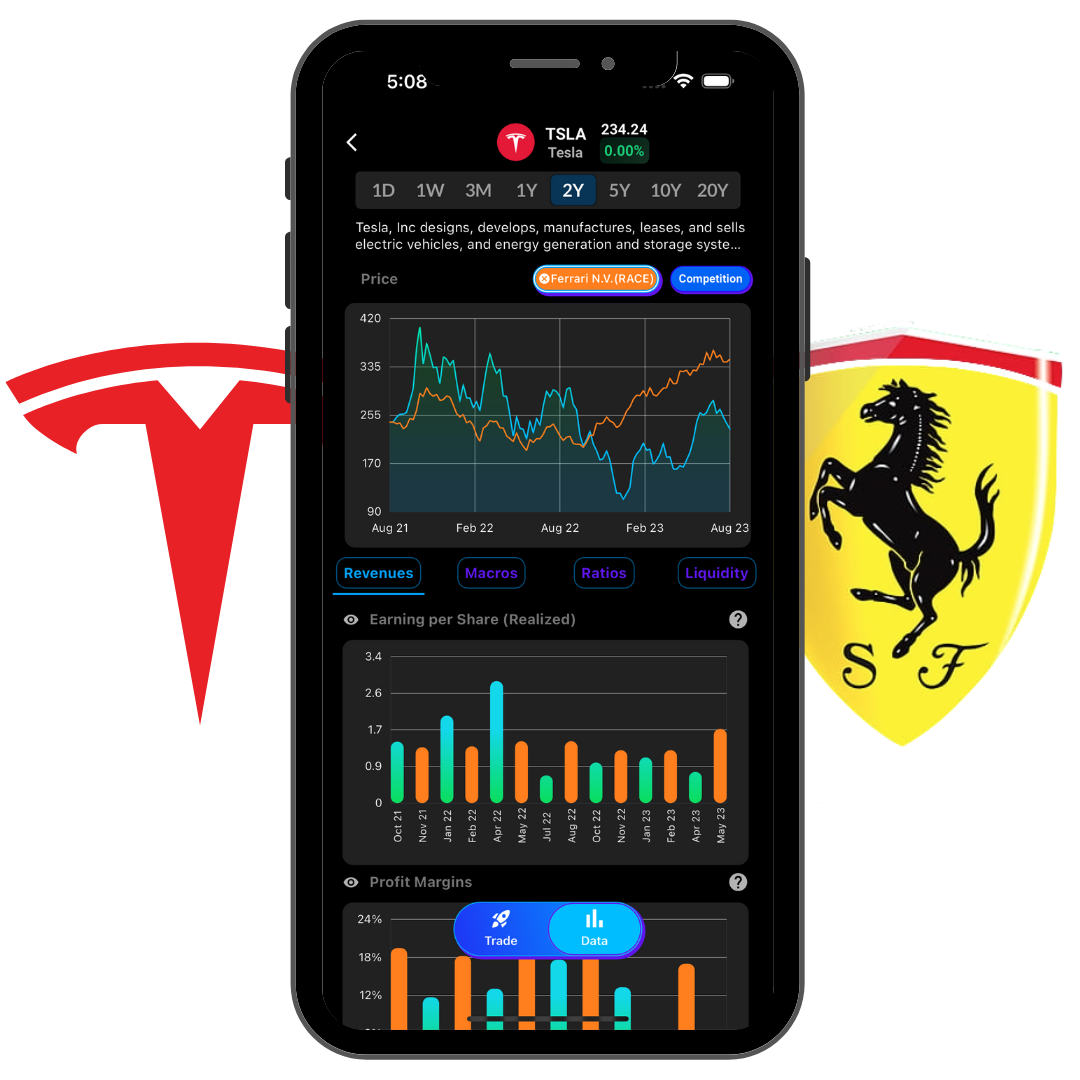 5:08
TSLA
234.24
Tesla
0.00%
1D 1W 3M 1Y 2Y 5Y 10Y 20Y
Tesla, Inc designs, develops, manufactures, leases, and sells
electric vehicles, and energy generation and storage syste...
Price
Ferrari N.V.(RACE)
Competition
420
335
255
170
90
Aug 21 Feb 22 Aug 22 Feb 23 Aug 23
Revenues Macros Ratios Liquidity
Earning per Share (Realized)
?
3.4
2.6
1.7
0.9
0
Oct 21 Nov 21 Jan 22 Feb 22 Apr 22 May 22 Jul 22 Aug 22 Oct 22 Nov 22 Jan 23 Feb 23 Apr 23 May 23
Profit Margins
?
24%
18%
12%
Trade
Data
S F